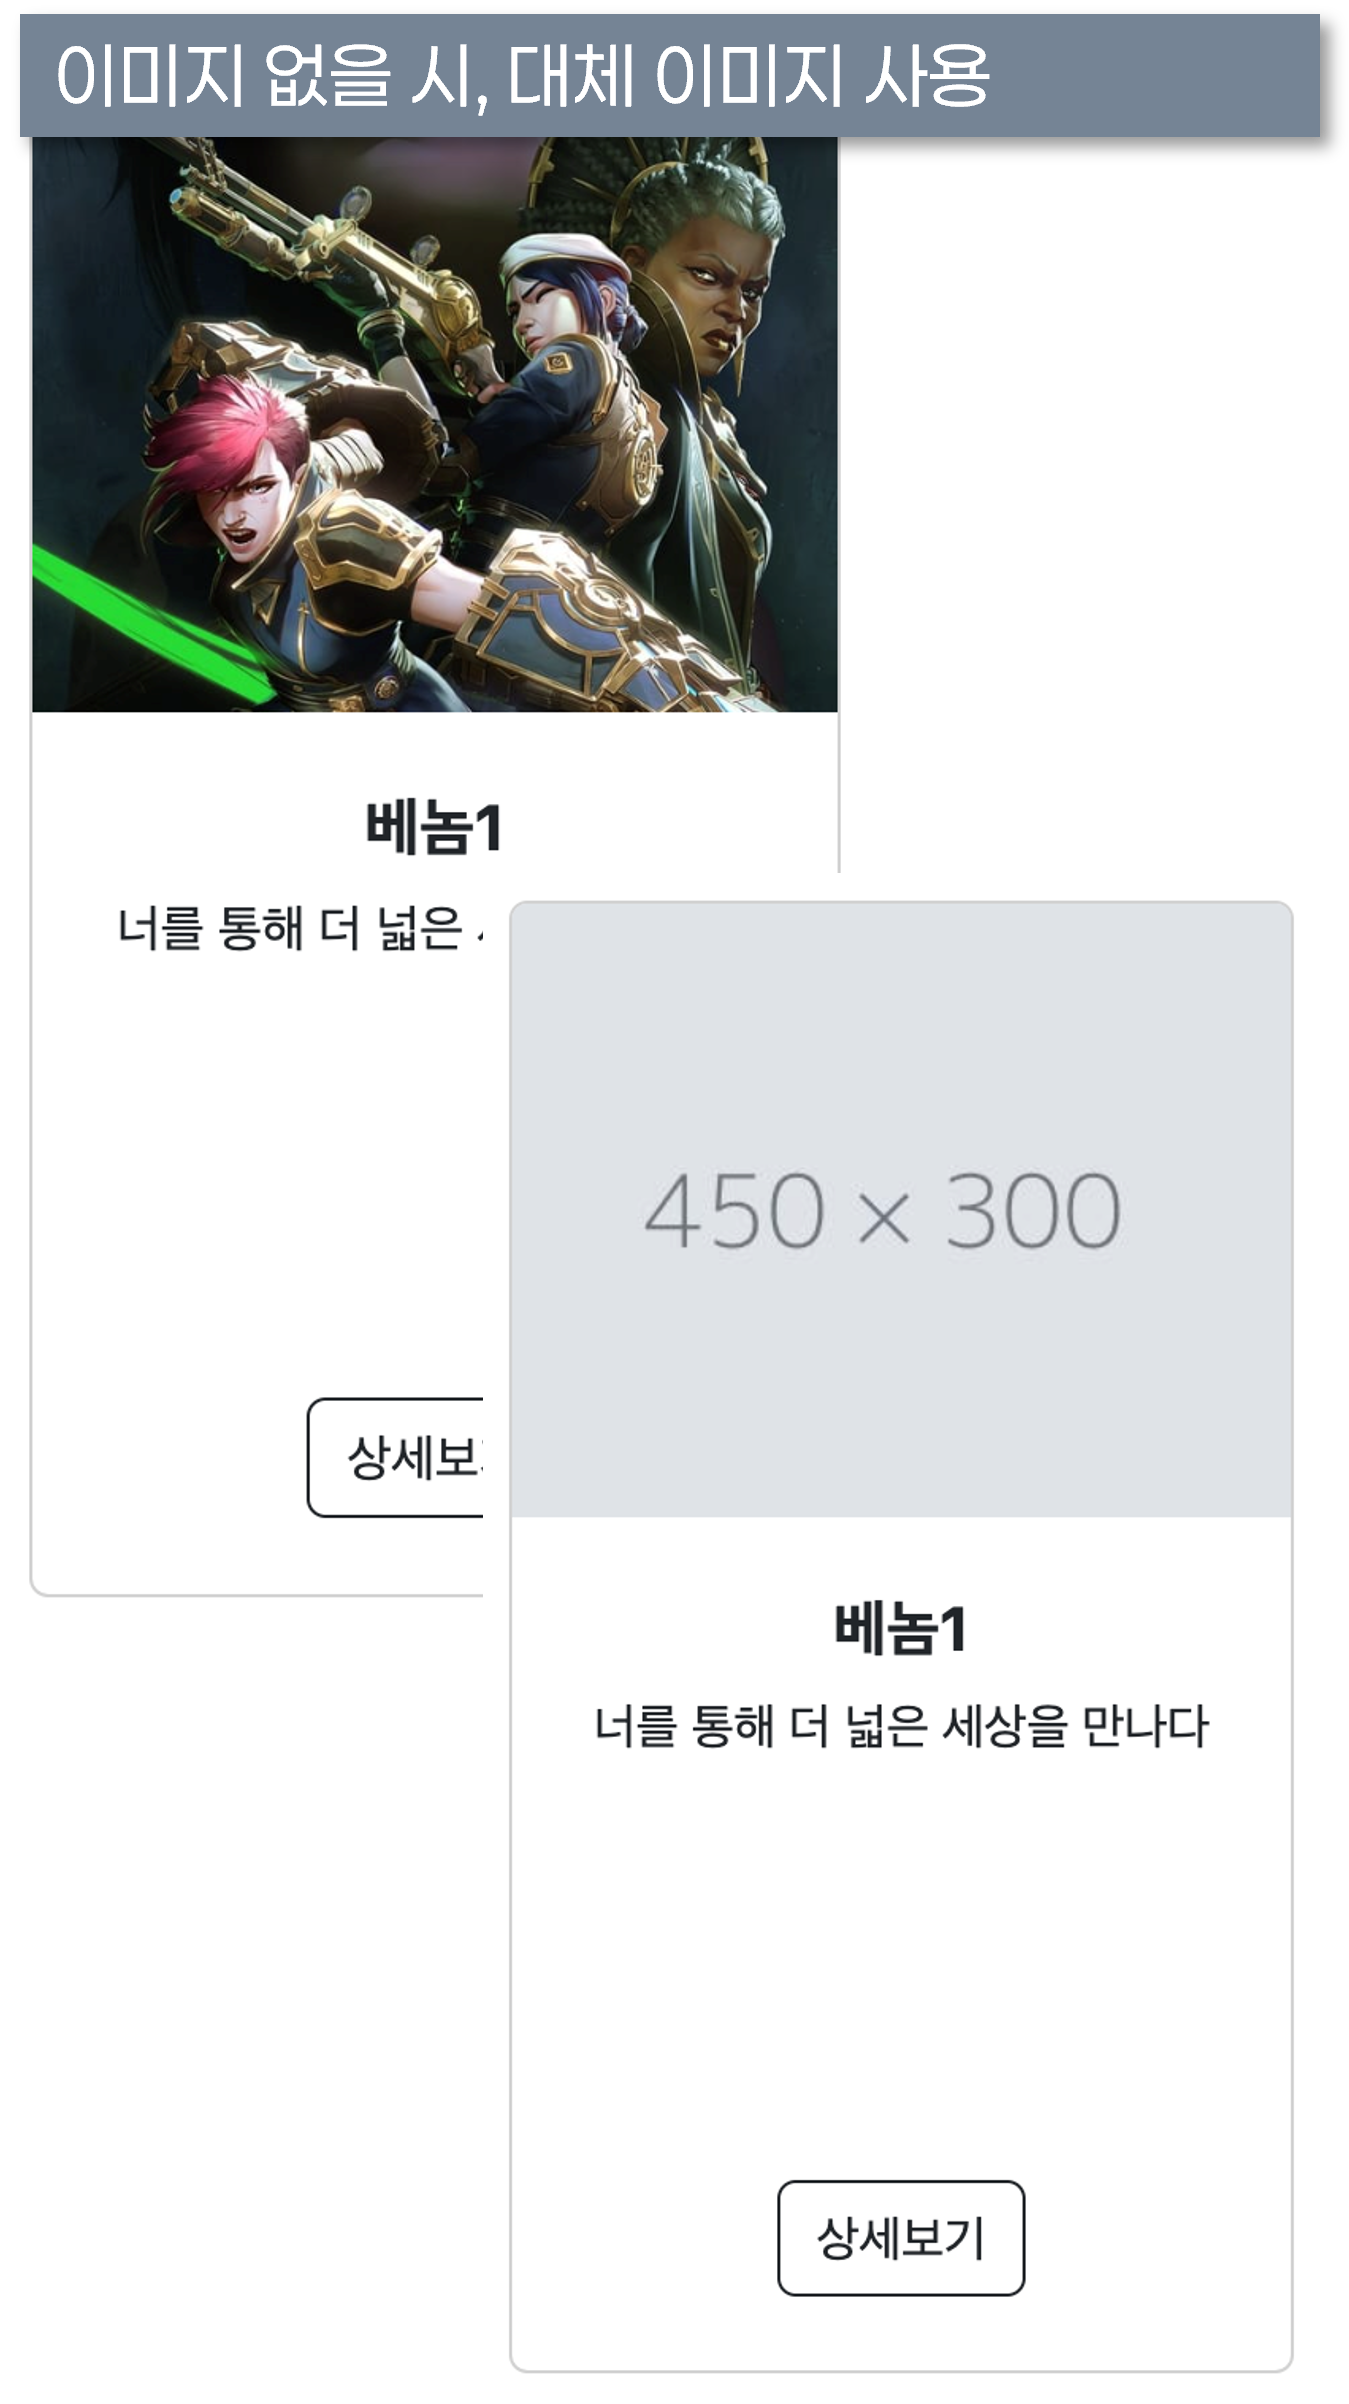 이미지 없을 시, 대체 이미지 사용
베놈1
너를 통해 더 넓은
상세보
450 × 300
베놈1
너를 통해 더 넓은 세상을 만나다
상세보기